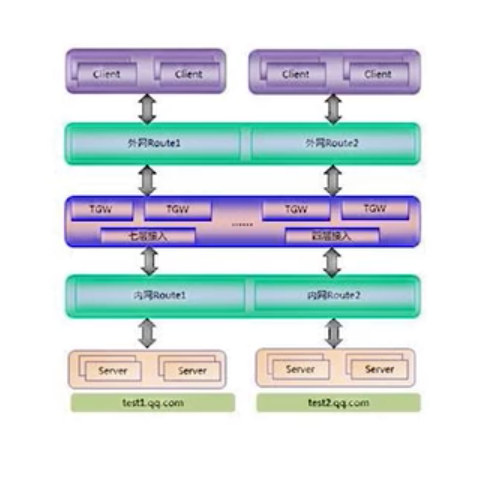 Client Client Client Client
外网Route1 外网Route2
TGW TGW ...... TGW TGW
七层接入 四层接入
内网Route1 内网Route2
Server Server Server Server
test1.qq.com test2.qq.com